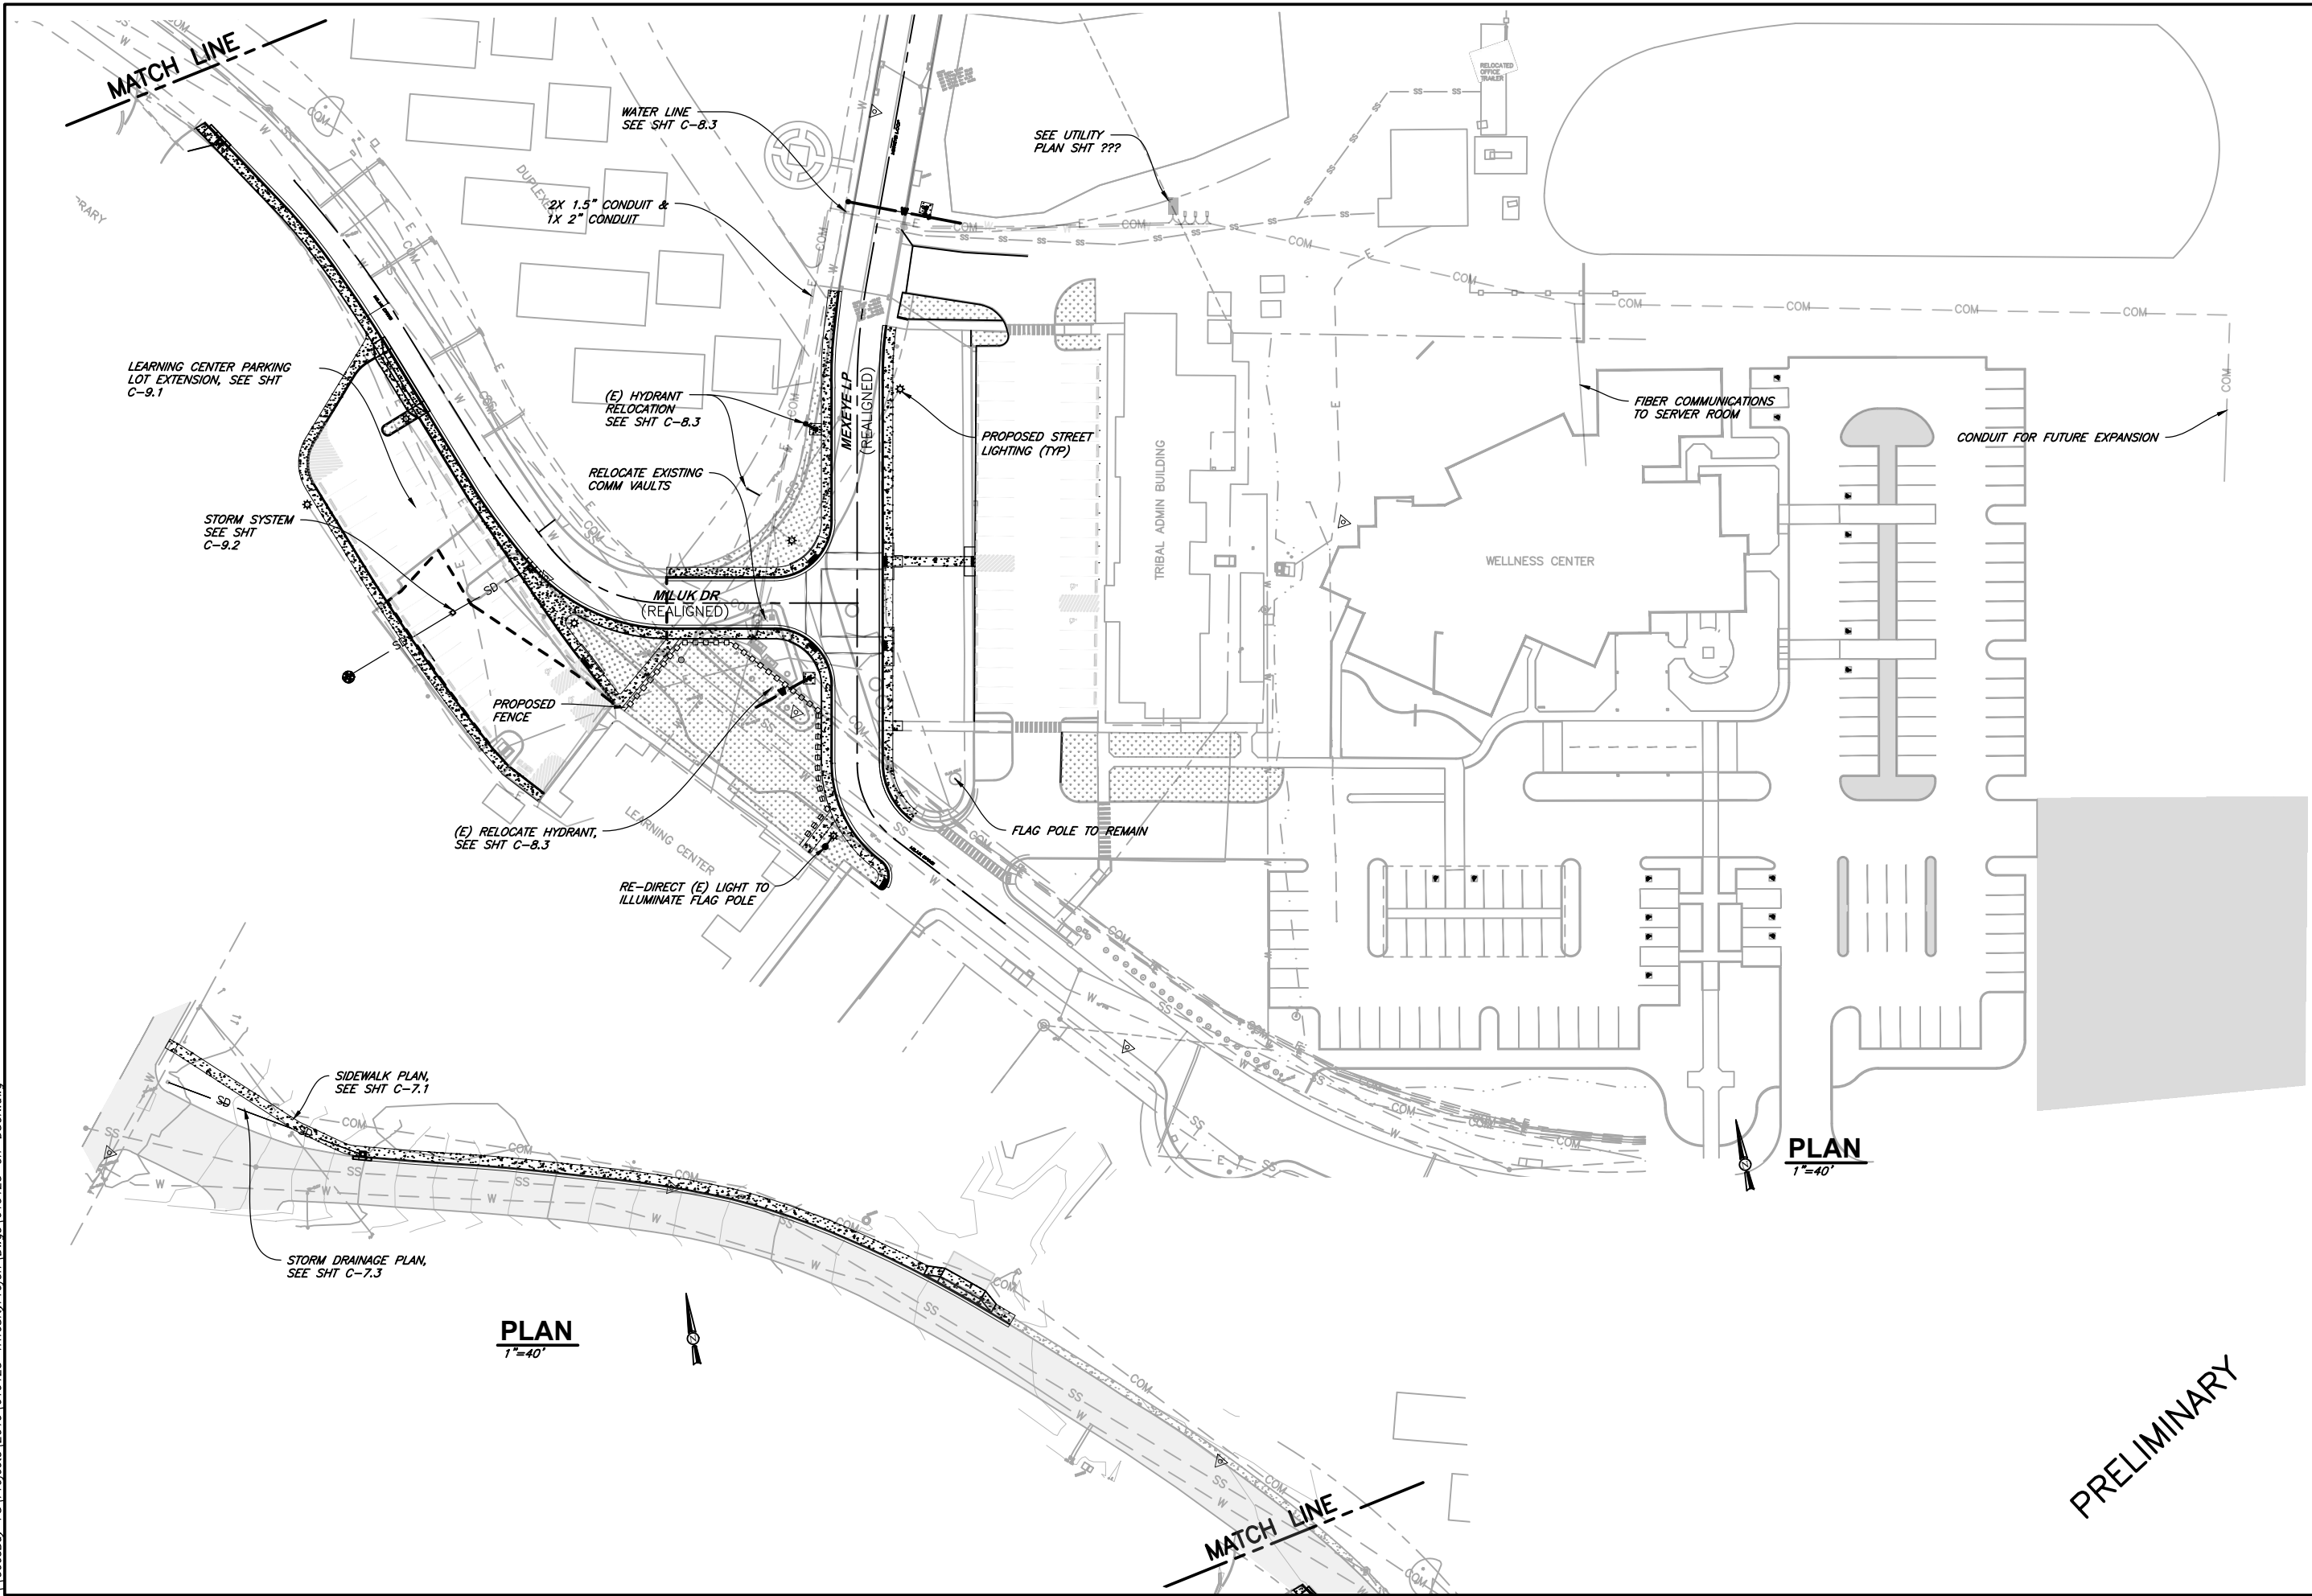 MATCH LINE
WATER LINE
SEE SHT C-8.3
SEE UTILITY
PLAN SHT ???
RELOCATED
OFFICE
TRAILER
DUPLEXES
2X 1.5" CONDUIT &
1X 2" CONDUIT
LEARNING CENTER PARKING
LOT EXTENSION, SEE SHT
C-9.1
(E) HYDRANT
RELOCATION
SEE SHT C-8.3
MEXEYE LP
(REALIGNED)
PROPOSED STREET
LIGHTING (TYP)
TRIBAL ADMIN BUILDING
FIBER COMMUNICATIONS
TO SERVER ROOM
CONDUIT FOR FUTURE EXPANSION
RELOCATE EXISTING
COMM VAULTS
STORM SYSTEM
SEE SHT
C-9.2
WELLNESS CENTER
MILUK DR
(REALIGNED)
PROPOSED
FENCE
(E) RELOCATE HYDRANT,
SEE SHT C-8.3
LEARNING CENTER
FLAG POLE TO REMAIN
RE-DIRECT (E) LIGHT TO
ILLUMINATE FLAG POLE
SIDEWALK PLAN,
SEE SHT C-7.1
STORM DRAINAGE PLAN,
SEE SHT C-7.3
PLAN
1"=40'
PLAN
1"=40'
MATCH LINE
PRELIMINARY